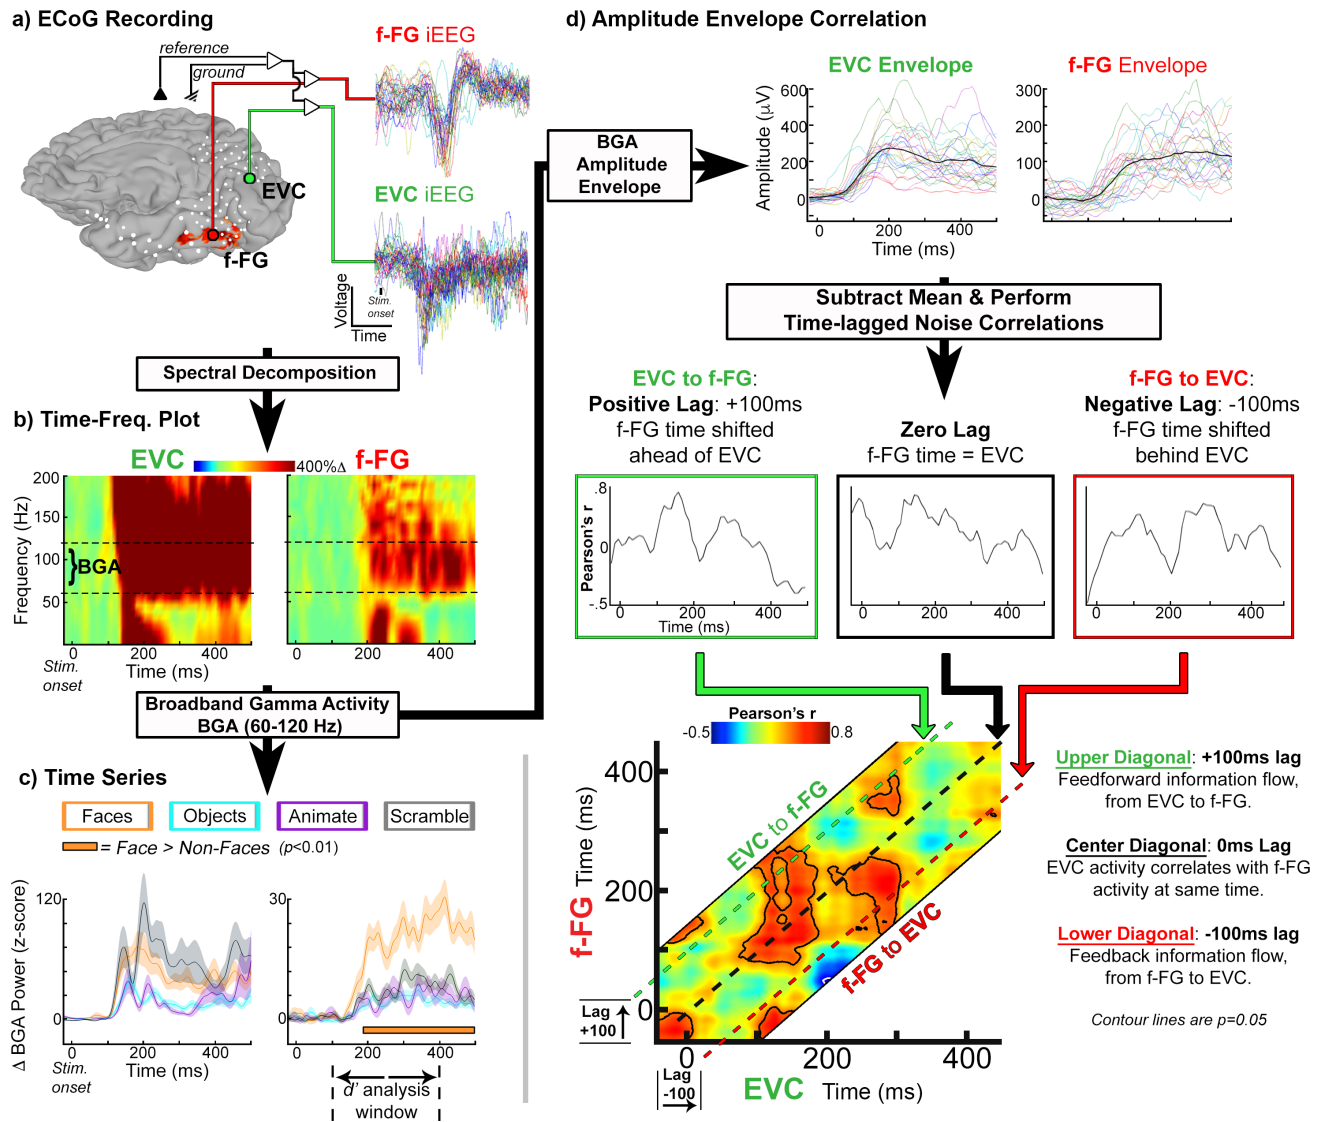 a) ECoG Recording
reference
ground
f-FG iEEG
EVC
f-FG
EVC iEEG
Voltage
Stim.
onset
Time
Spectral Decomposition
b) Time-Freq. Plot
EVC
400%Δ
f-FG
Frequency (Hz)
200
150
100
50
}BGA
0 200 400
0 200 400
Stim.
onset
Time (ms)
Broadband Gamma Activity
BGA (60-120 Hz)
c) Time Series
Faces
Objects
Animate
Scramble
= Face > Non-Faces (p<0.01)
Δ BGA Power (z-score)
120
0
30
0
0 200 400
200 400
Stim.
onset
Time (ms)
d' analysis
window
d) Amplitude Envelope Correlation
BGA
Amplitude
Envelope
EVC Envelope
f-FG Envelope
Amplitude (µV)
600
400
200
0
300
200
100
0
0 200 400
Time (ms)
Subtract Mean & Perform
Time-lagged Noise Correlations
EVC to f-FG:
Positive Lag: +100ms
f-FG time shifted
ahead of EVC
Zero Lag
f-FG time = EVC
f-FG to EVC:
Negative Lag: -100ms
f-FG time shifted
behind EVC
Pearson's r
.8
0
-.5
0 200 400
Time (ms)
0 200 400
0 200 400
Pearson's r
-0.5
0.8
f-FG Time (ms)
400
200
0
EVC to f-FG
f-FG to EVC
Lag
+100
0 200 400
Lag
-100
EVC Time (ms)
Upper Diagonal: +100ms lag
Feedforward information flow,
from EVC to f-FG.
Center Diagonal: 0ms Lag
EVC activity correlates with f-FG
activity at same time.
Lower Diagonal: -100ms lag
Feedback information flow,
from f-FG to EVC.
Contour lines are p=0.05